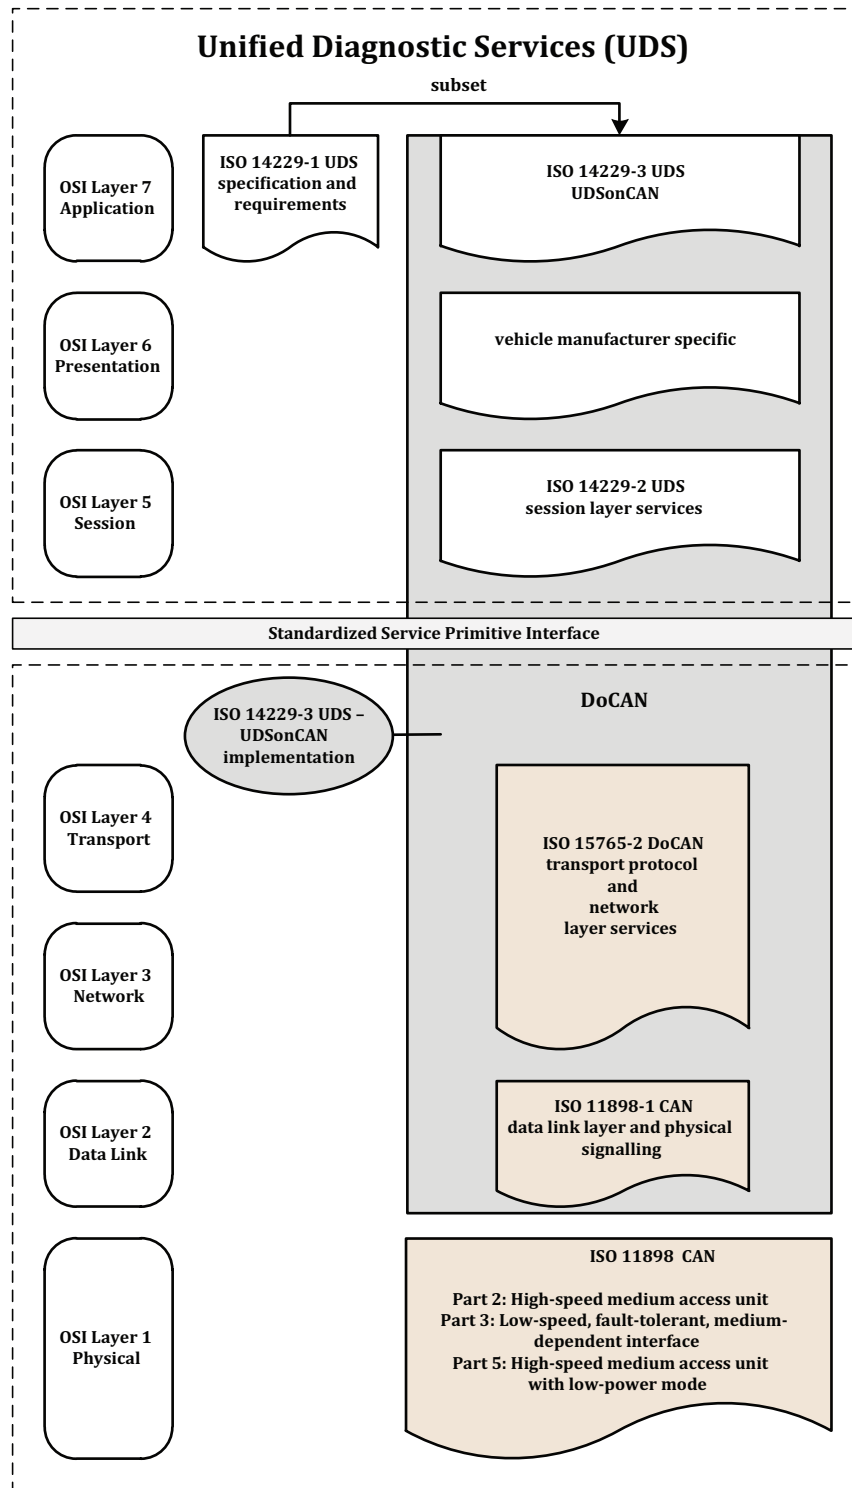 Unified Diagnostic Services (UDS)
subset
OSI Layer 7
Application
ISO 14229-1 UDS
specification and
requirements
ISO 14229-3 UDS
UDSonCAN
OSI Layer 6
Presentation
vehicle manufacturer specific
OSI Layer 5
Session
ISO 14229-2 UDS
session layer services
Standardized Service Primitive Interface
ISO 14229-3 UDS –
UDSonCAN
implementation
DoCAN
OSI Layer 4
Transport
ISO 15765-2 DoCAN
transport protocol
and
network
layer services
OSI Layer 3
Network
OSI Layer 2
Data Link
ISO 11898-1 CAN
data link layer and physical
signalling
OSI Layer 1
Physical
ISO 11898 CAN
Part 2: High-speed medium access unit
Part 3: Low-speed, fault-tolerant, medium-
dependent interface
Part 5: High-speed medium access unit
with low-power mode